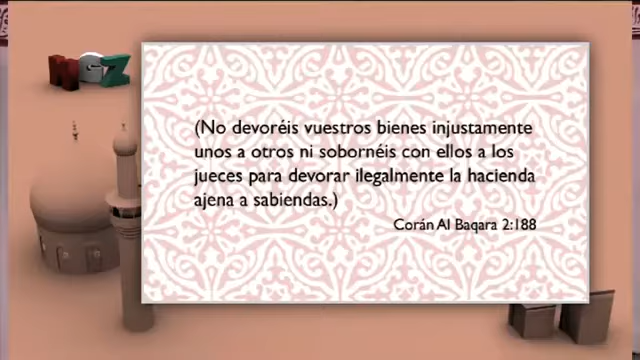 NCZ
(No devoréis vuestros bienes injustamente
unos a otros ni sobornéis con ellos a los
jueces para devorar ilegalmente la hacienda
ajena a sabiendas.)
Corán Al Baqara 2:188